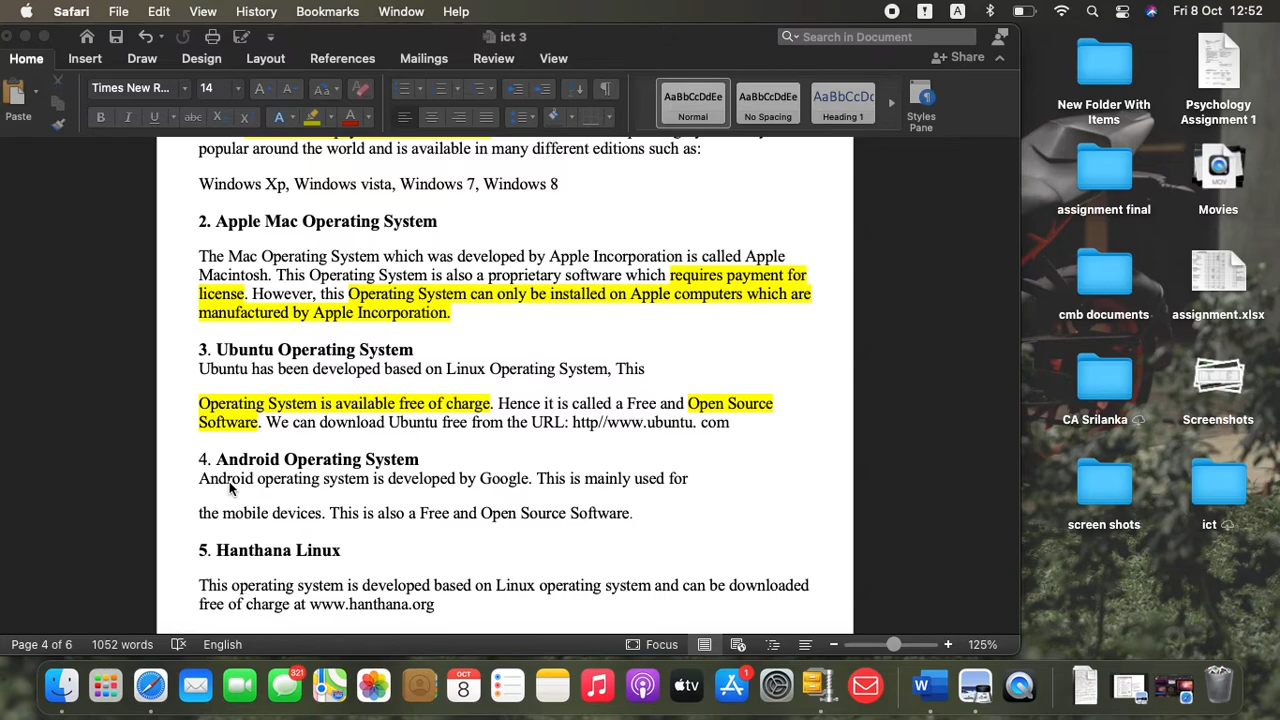 Safari File Edit View History Bookmarks Window Help A Fri 8 Oct 12:52
ict 3
Search in Document
Home Insert Draw Design Layout References Mailings Review View Share
Paste
Times New R... 14
Aa
B I U abc X X A A
AaBbCcDdEe AaBbCcDdEe AaBbCcDc
Normal No Spacing Heading 1
Styles
Pane
popular around the world and is available in many different editions such as:
Windows Xp, Windows vista, Windows 7, Windows 8
2. Apple Mac Operating System
The Mac Operating System which was developed by Apple Incorporation is called Apple
Macintosh. This Operating System is also a proprietary software which requires payment for
license. However, this Operating System can only be installed on Apple computers which are
manufactured by Apple Incorporation.
3. Ubuntu Operating System
Ubuntu has been developed based on Linux Operating System, This
Operating System is available free of charge. Hence it is called a Free and Open Source
Software. We can download Ubuntu free from the URL: http//www.ubuntu. com
4. Android Operating System
Android operating system is developed by Google. This is mainly used for
the mobile devices. This is also a Free and Open Source Software.
5. Hanthana Linux
This operating system is developed based on Linux operating system and can be downloaded
free of charge at www.hanthana.org
Page 4 of 6 1052 words English Focus 125%
New Folder With
Items
Psychology
Assignment 1
assignment final
MOV
Movies
cmb documents
assignment.xlsx
CA Srilanka
Screenshots
screen shots
ict
321
OCT
8
tv
1
W